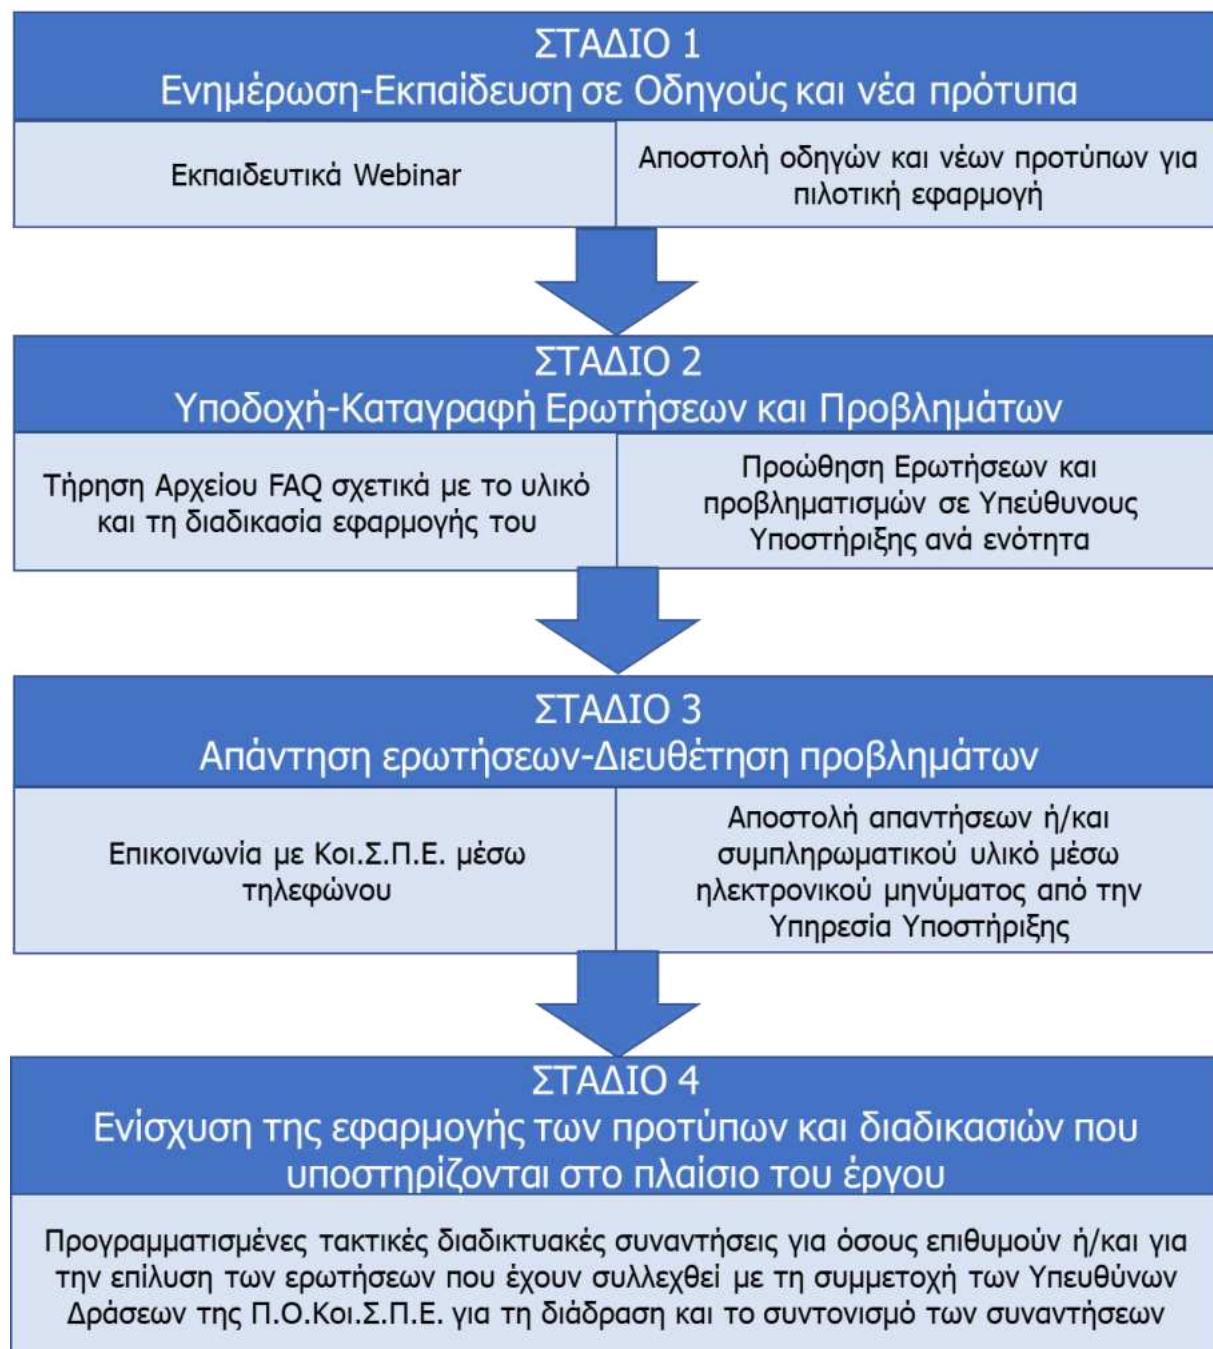 ΣΤΑΔΙΟ 1
Ενημέρωση-Εκπαίδευση σε Οδηγούς και νέα πρότυπα
Εκπαιδευτικά Webinar
Αποστολή οδηγών και νέων προτύπων για
πιλοτική εφαρμογή
ΣΤΑΔΙΟ 2
Υποδοχή-Καταγραφή Ερωτήσεων και Προβλημάτων
Τήρηση Αρχείου FAQ σχετικά με το υλικό
και τη διαδικασία εφαρμογής του
Προώθηση Ερωτήσεων και
προβληματισμών σε Υπεύθυνους
Υποστήριξης ανά ενότητα
ΣΤΑΔΙΟ 3
Απάντηση ερωτήσεων-Διευθέτηση προβλημάτων
Επικοινωνία με Κοι.Σ.Π.Ε. μέσω
τηλεφώνου
Αποστολή απαντήσεων ή/και
συμπληρωματικού υλικό μέσω
ηλεκτρονικού μηνύματος από την
Υπηρεσία Υποστήριξης
ΣΤΑΔΙΟ 4
Ενίσχυση της εφαρμογής των προτύπων και διαδικασιών που
υποστηρίζονται στο πλαίσιο του έργου
Προγραμματισμένες τακτικές διαδικτυακές συναντήσεις για όσους επιθυμούν ή/και για
την επίλυση των ερωτήσεων που έχουν συλλεχθεί με τη συμμετοχή των Υπευθύνων
Δράσεων της Π.Ο.Κοι.Σ.Π.Ε. για τη διάδραση και το συντονισμό των συναντήσεων